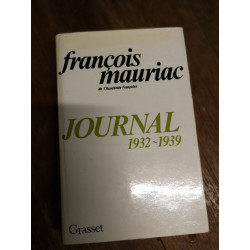 françois
mauriac
de l'Académie Française
JOURNAL
1932-1939
Grasset